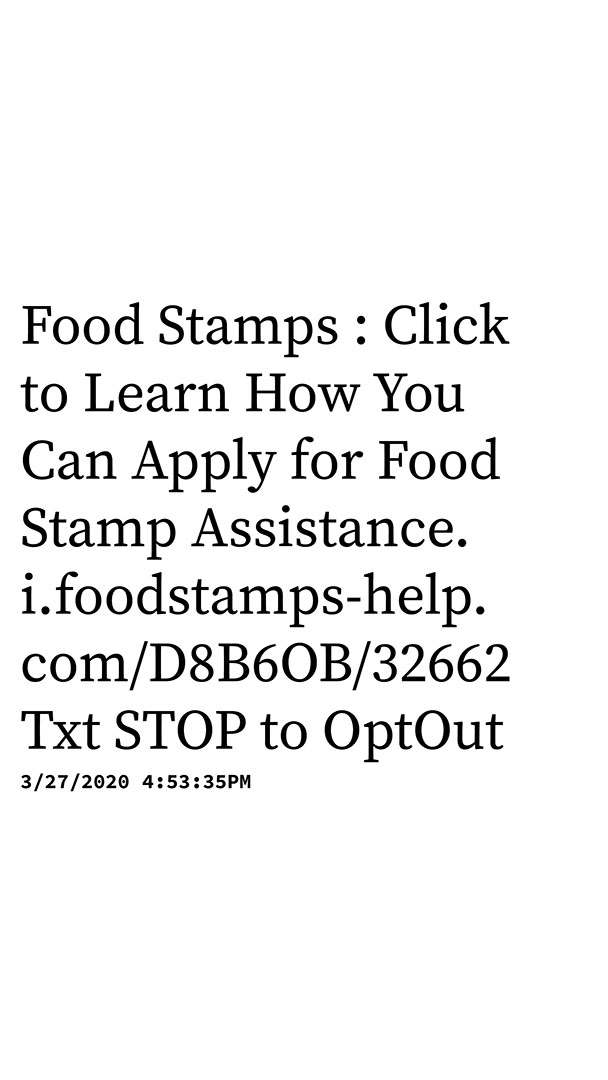 Food Stamps : Click
to Learn How You
Can Apply for Food
Stamp Assistance.
i.foodstamps-help.
com/D8B6OB/32662
Txt STOP to OptOut
3/27/2020 4:53:35PM